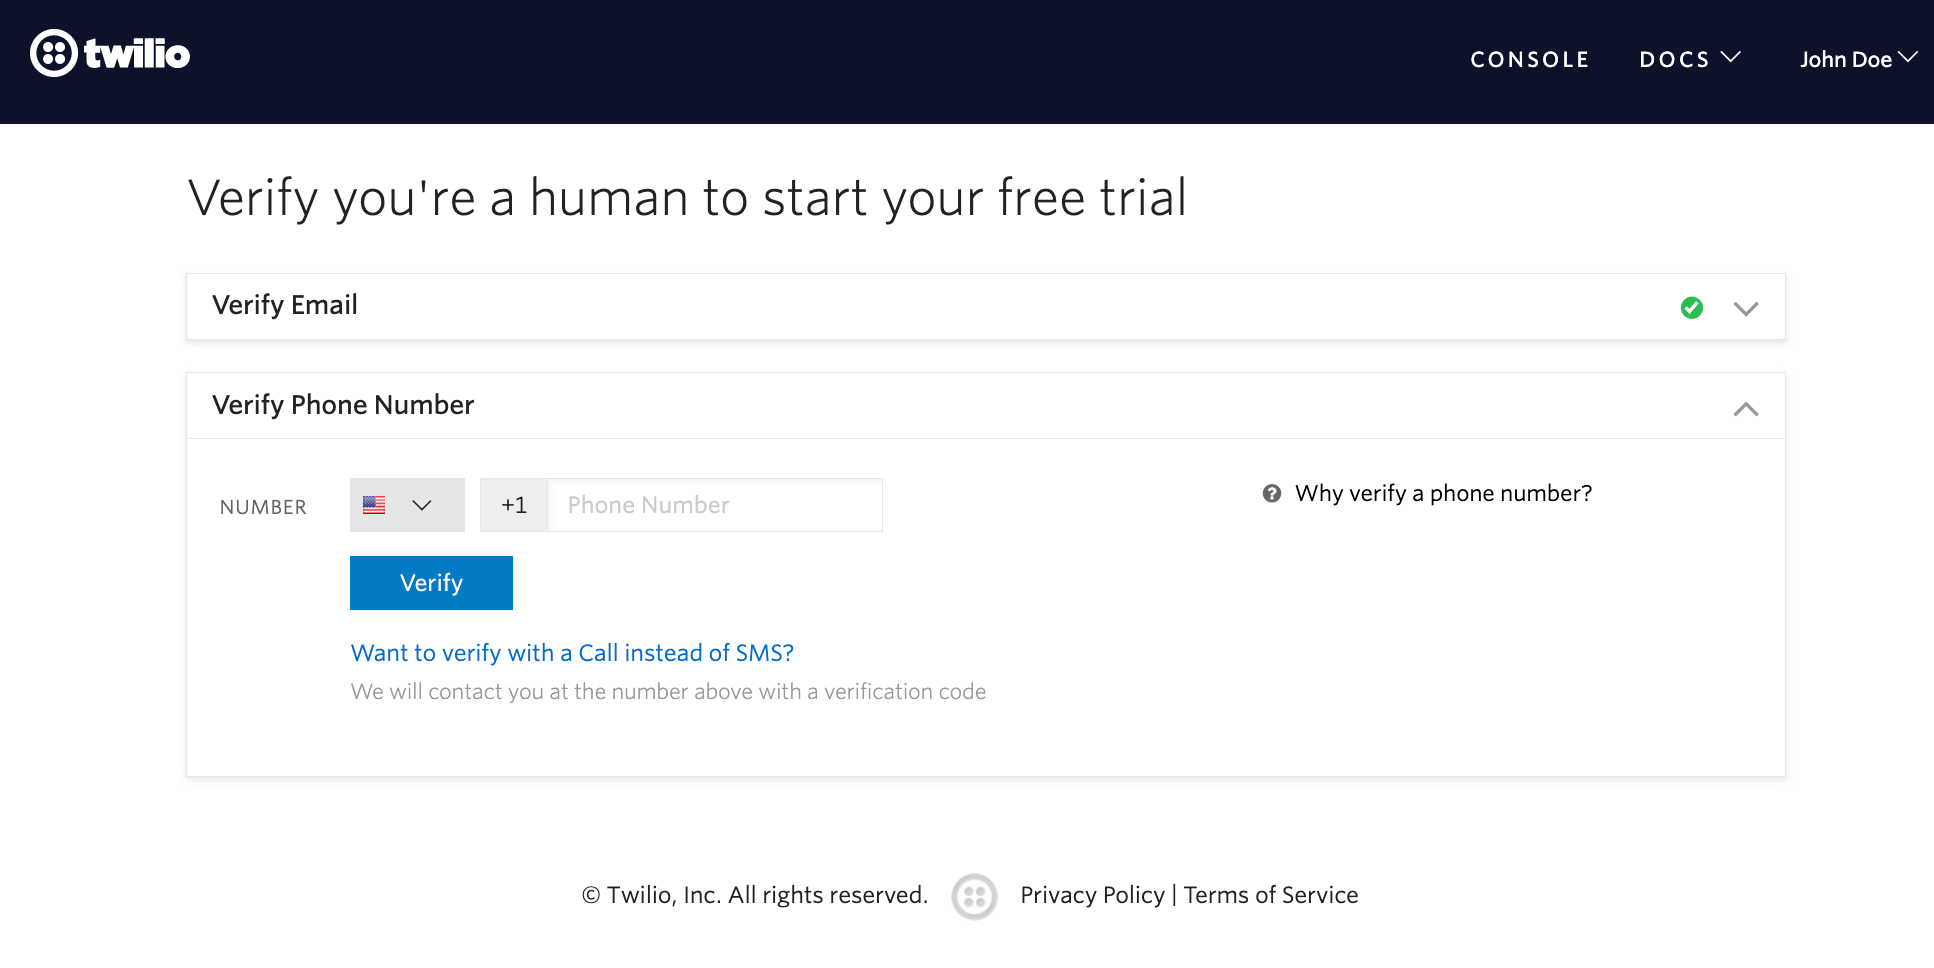 twilio
CONSOLE DOCS John Doe
Verify you're a human to start your free trial
Verify Email
Verify Phone Number
NUMBER +1 Phone Number
? Why verify a phone number?
Verify
Want to verify with a Call instead of SMS?
We will contact you at the number above with a verification code
© Twilio, Inc. All rights reserved. Privacy Policy | Terms of Service